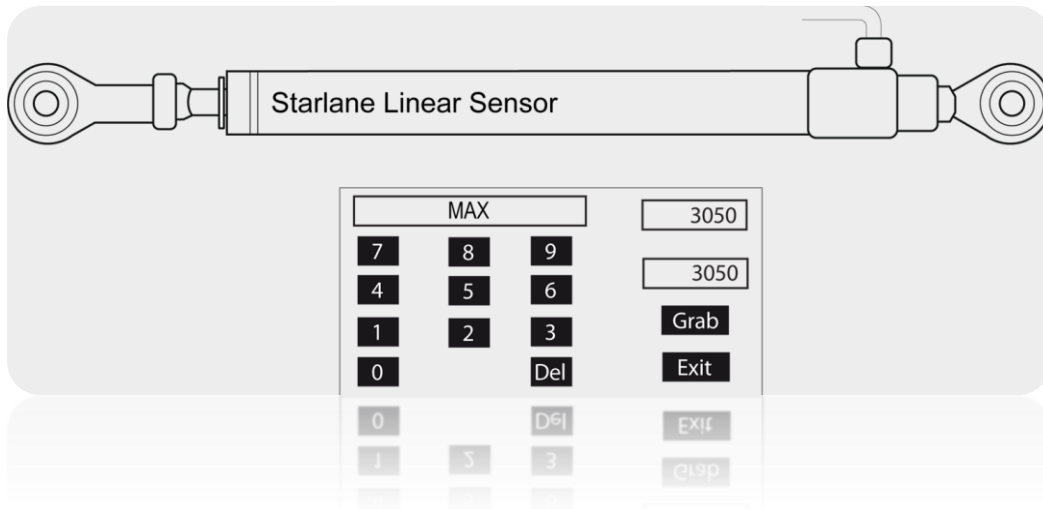 Starlane Linear Sensor
MAX 3050
7 8 9
3050
4 5 6
Grab
1 2 3
Exit
0 Del